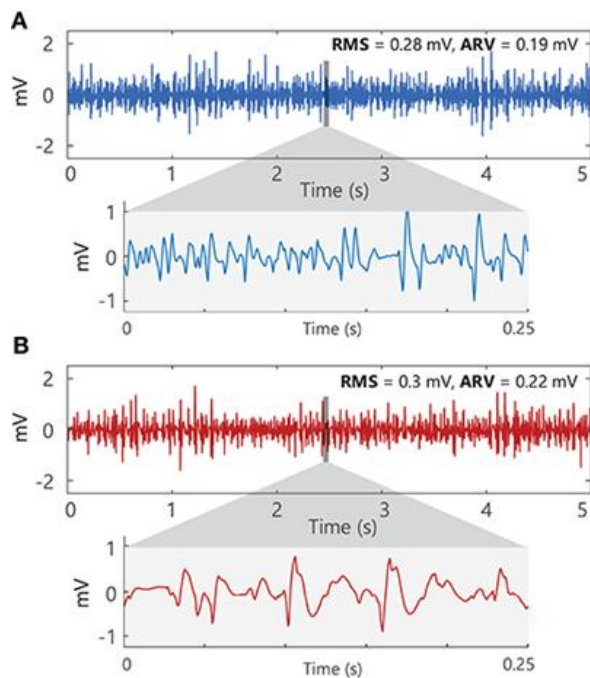 A
RMS = 0.28 mV, ARV = 0.19 mV
2
0
-2
mV
0 1 2 3 4 5
Time (s)
1
0
-1
mV
0 0.25
Time (s)
B
RMS = 0.3 mV, ARV = 0.22 mV
2
0
-2
mV
0 1 2 3 4 5
Time (s)
1
0
-1
mV
0 0.25
Time (s)